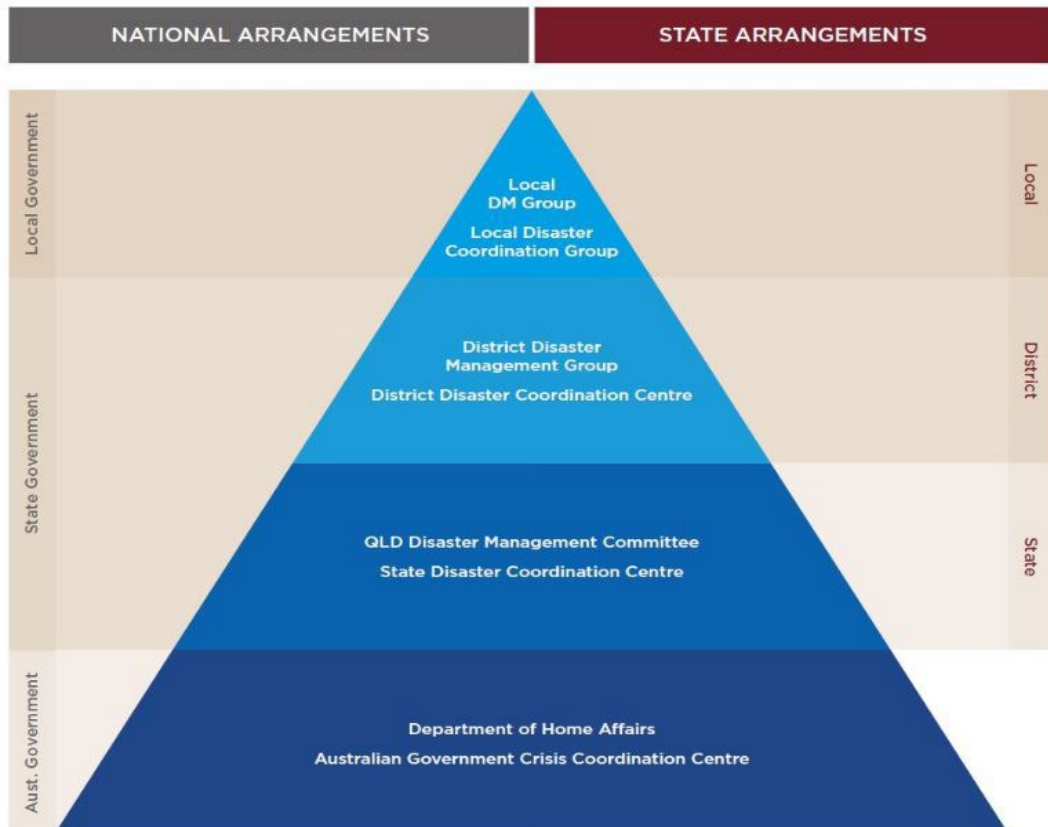 NATIONAL ARRANGEMENTS
STATE ARRANGEMENTS
Local Government
Local
DM Group
Local Disaster
Coordination Group
Local
State Government
District Disaster
Management Group
District Disaster Coordination Centre
District
QLD Disaster Management Committee
State Disaster Coordination Centre
State
Aust. Government
Department of Home Affairs
Australian Government Crisis Coordination Centre